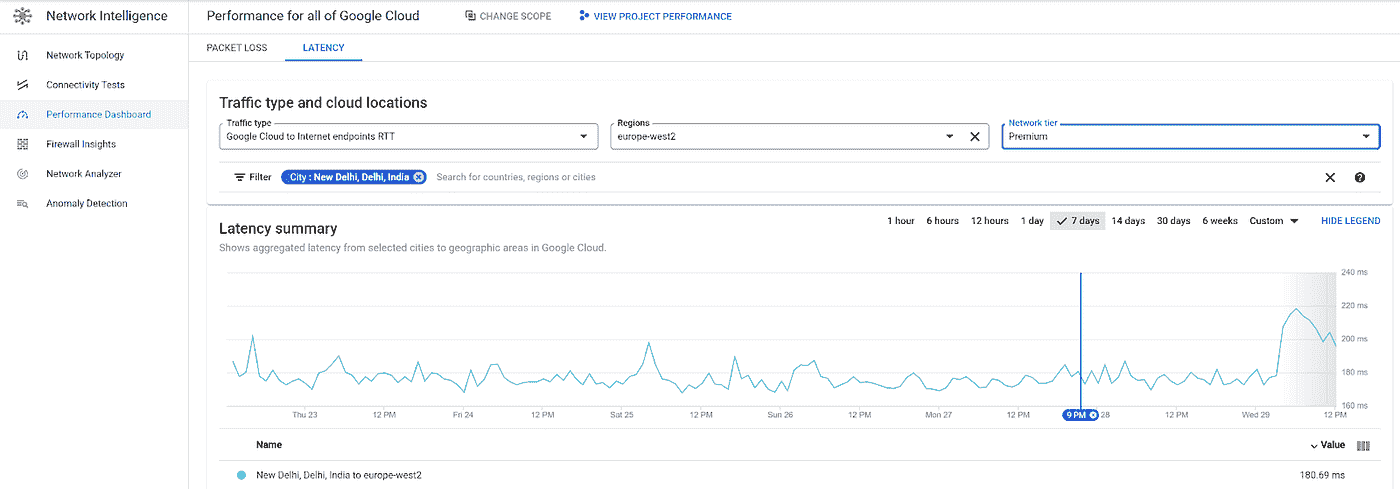 Network Intelligence
Performance for all of Google Cloud
CHANGE SCOPE
VIEW PROJECT PERFORMANCE
Network Topology
Connectivity Tests
Performance Dashboard
Firewall Insights
Network Analyzer
Anomaly Detection
PACKET LOSS
LATENCY
Traffic type and cloud locations
Traffic type
Google Cloud to Internet endpoints RTT
Regions
europe-west2
Network tier
Premium
Filter
City : New Delhi, Delhi, India
Search for countries, regions or cities
1 hour 6 hours 12 hours 1 day 7 days 14 days 30 days 6 weeks Custom HIDE LEGEND
Latency summary
Shows aggregated latency from selected cities to geographic areas in Google Cloud.
240 ms
220 ms
200 ms
180 ms
160 ms
Thu 23 12 PM Fri 24 12 PM Sat 25 12 PM Sun 26 12 PM Mon 27 12 PM 9 PM 28 12 PM Wed 29 12 PM
Name Value
New Delhi, Delhi, India to europe-west2 180.69 ms